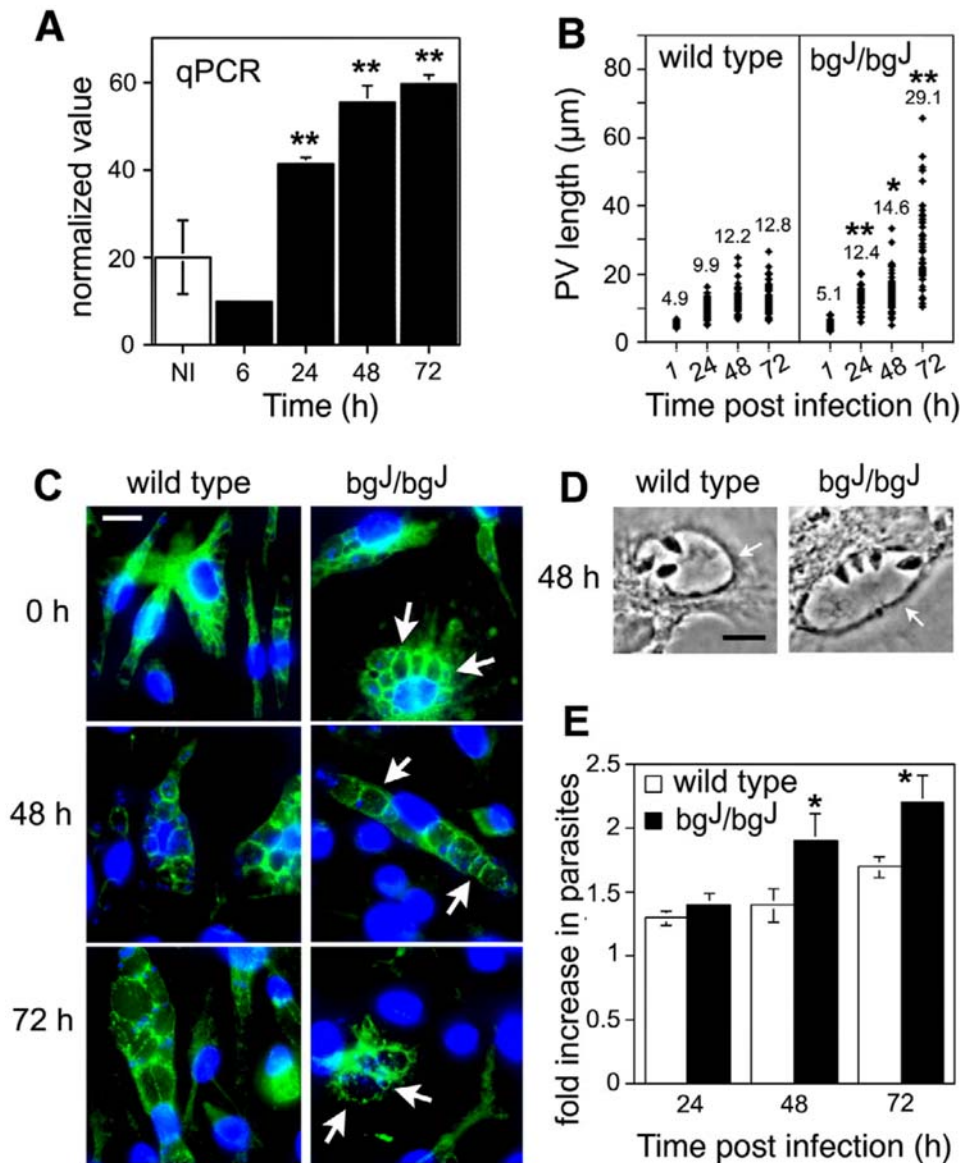 A
qPCR
**
**
**
60
40
20
0
normalized value
NI 6 24 48 72
Time (h)
B
wild type bgJ/bgJ
80
60
40
20
0
PV length (µm)
4.9 9.9 12.2 12.8
5.1 ** 12.4 * 14.6 ** 29.1
1 24 48 72 1 24 48 72
Time post infection (h)
C
wild type bgJ/bgJ
0 h
48 h
72 h
D
wild type bgJ/bgJ
48 h
E
2.5
2
1.5
1
0.5
0
fold increase in parasites
wild type
bgJ/bgJ
*
*
24 48 72
Time post infection (h)